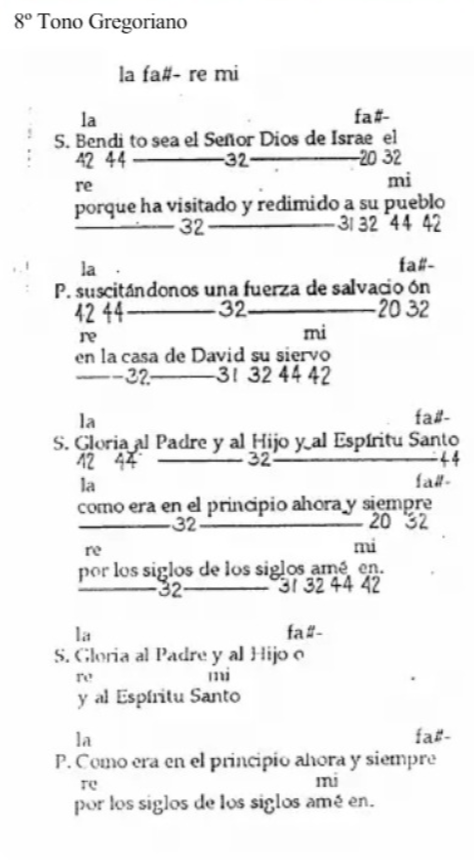 8º Tono Gregoriano
la fa#- re mi
la fa#-
S. Bendi to sea el Señor Dios de Israe el
42 44 ———32———20 32
re mi
porque ha visitado y redimido a su pueblo
——— 32 ——— 31 32 44 42
la fa#-
P. suscitándonos una fuerza de salvacio ón
42 44 ——— 32 ——— 20 32
re mi
en la casa de David su siervo
——— 32 ——— 31 32 44 42
la fa#-
S. Gloria al Padre y al Hijo y al Espíritu Santo
42 44 ——— 32 ——— 44
la fa#-
como era en el principio ahora y siempre
——— 32 ——— 20 32
re mi
por los siglos de los siglos amé en.
——— 32 ——— 31 32 44 42
la fa#-
S. Gloria al Padre y al Hijo o
re mi
y al Espíritu Santo
la fa#-
P. Como era en el principio ahora y siempre
re mi
por los siglos de los siglos amé en.